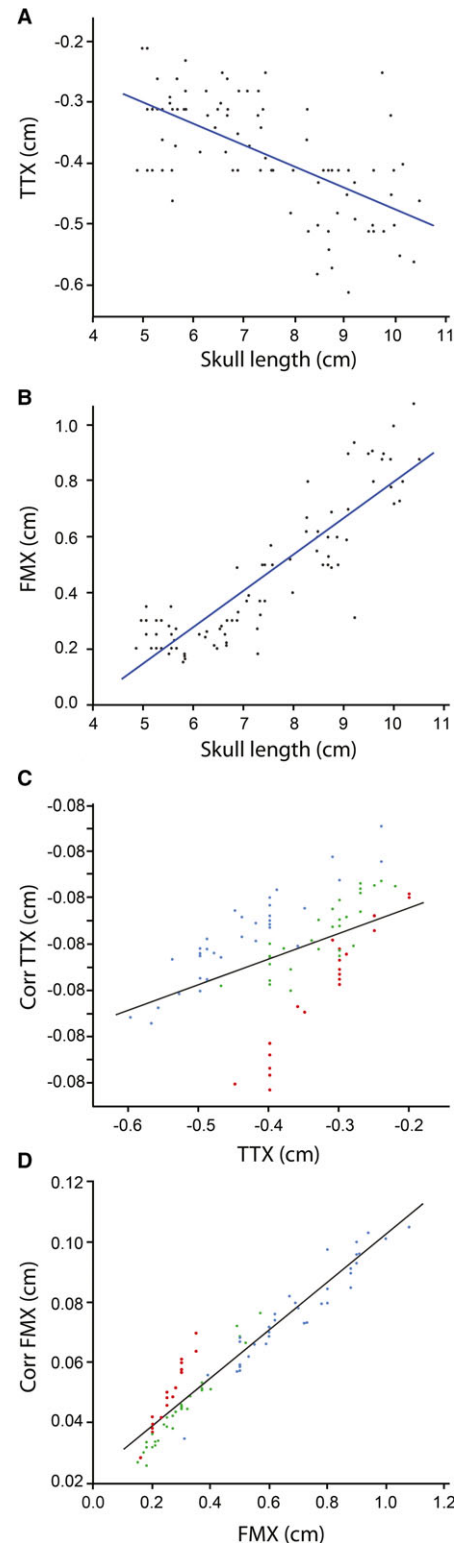 A
-0.2
-0.3
-0.4
-0.5
-0.6
TTX (cm)
4 5 6 7 8 9 10 11
Skull length (cm)
B
1.0
0.8
0.6
0.4
0.2
0.0
FMX (cm)
4 5 6 7 8 9 10 11
Skull length (cm)
C
-0.08
-0.08
-0.08
-0.08
-0.08
-0.08
-0.08
Corr TTX (cm)
-0.6 -0.5 -0.4 -0.3 -0.2
TTX (cm)
D
0.12
0.10
0.08
0.06
0.04
0.02
Corr FMX (cm)
0.0 0.2 0.4 0.6 0.8 1.0 1.2
FMX (cm)